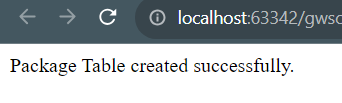 localhost:63342/gwsc
Package Table created successfully.